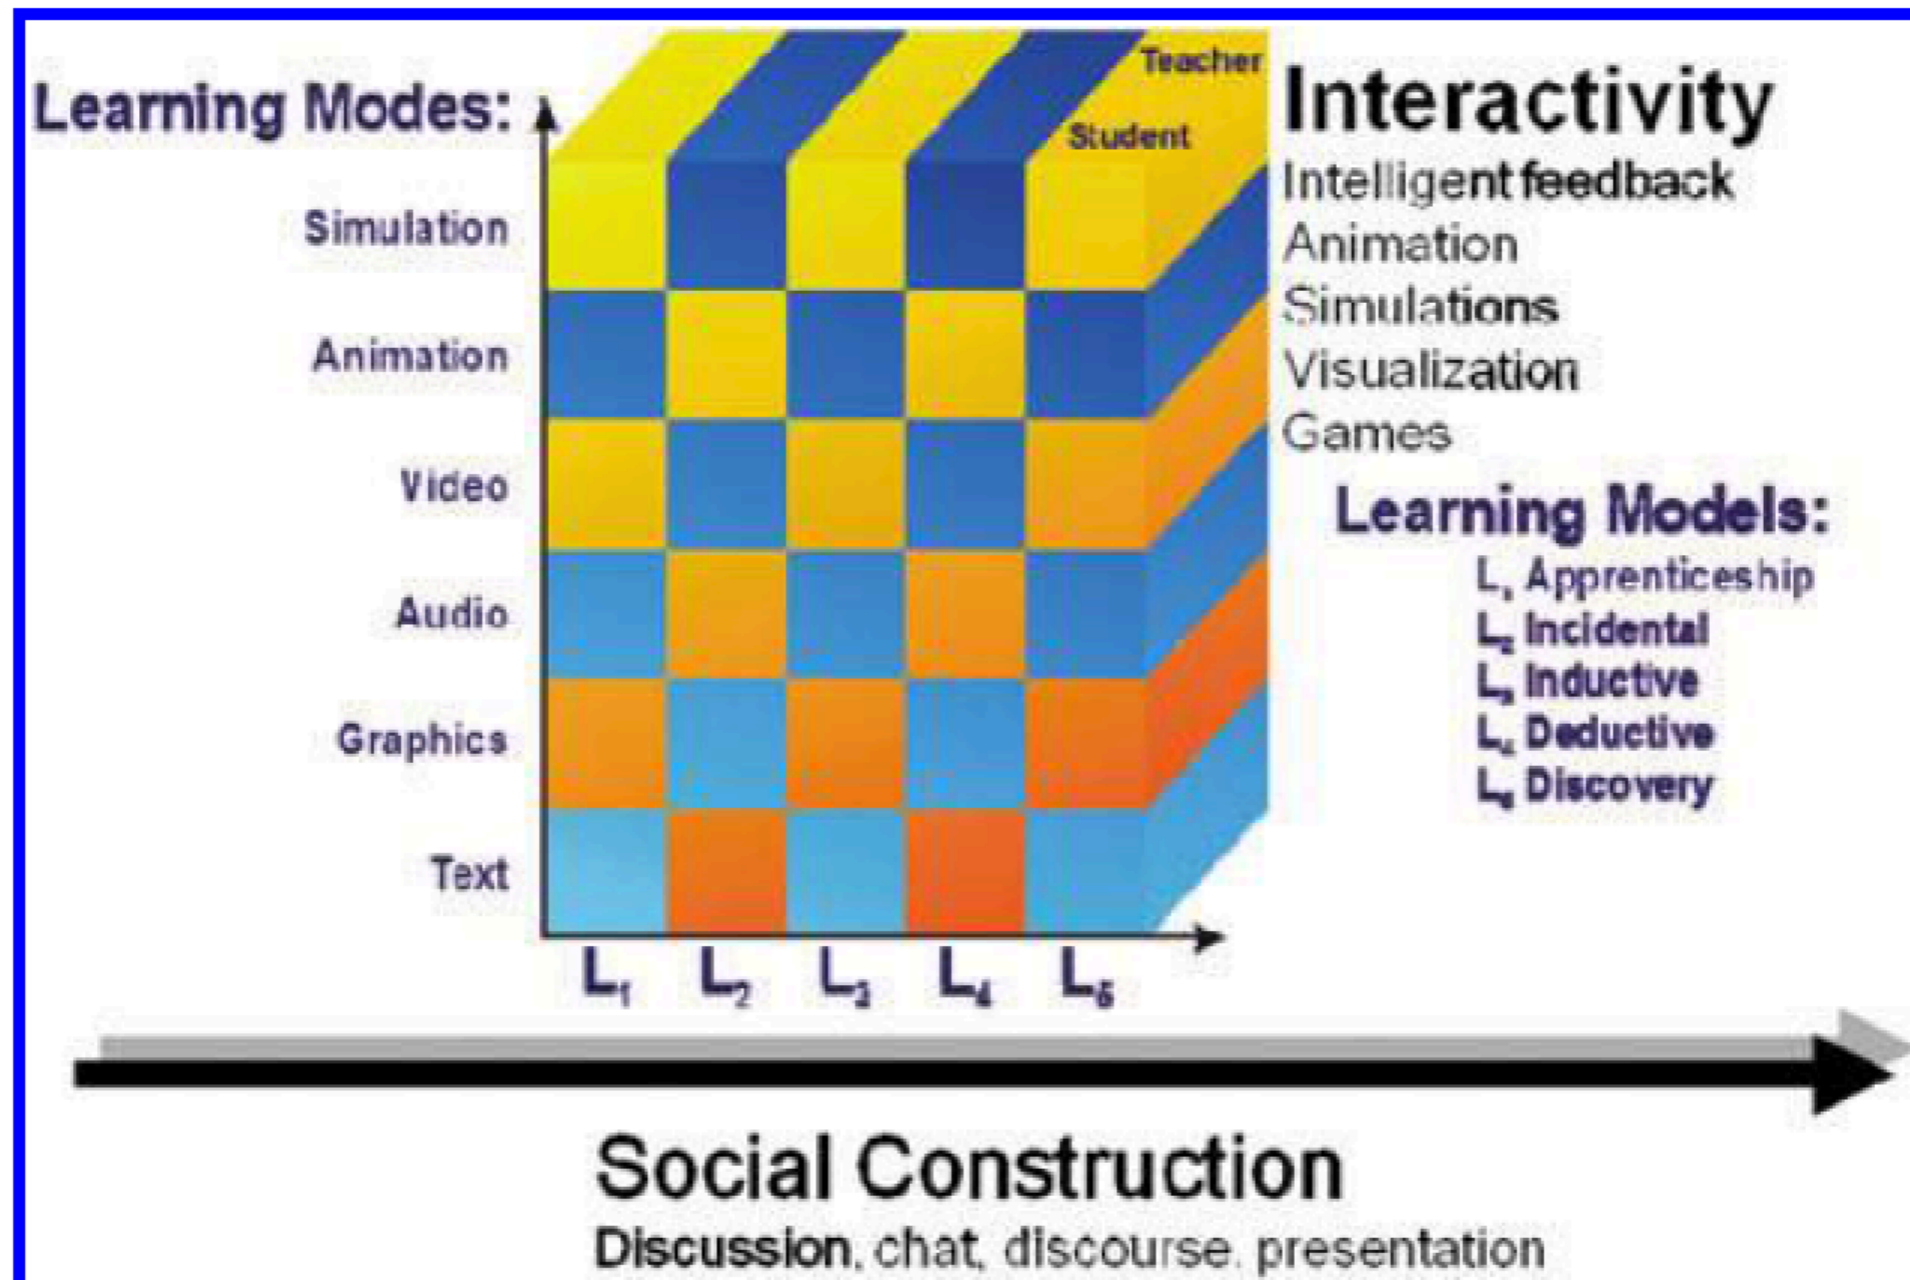 Learning Modes:
Simulation
Animation
Video
Audio
Graphics
Text
Teacher
Student
L₁ L₂ L₃ L₄ L₅
Interactivity
Intelligent feedback
Animation
Simulations
Visualization
Games
Learning Models:
L₁ Apprenticeship
L₂ Incidental
L₃ Inductive
L₄ Deductive
L₅ Discovery
Social Construction
Discussion, chat, discourse. presentation